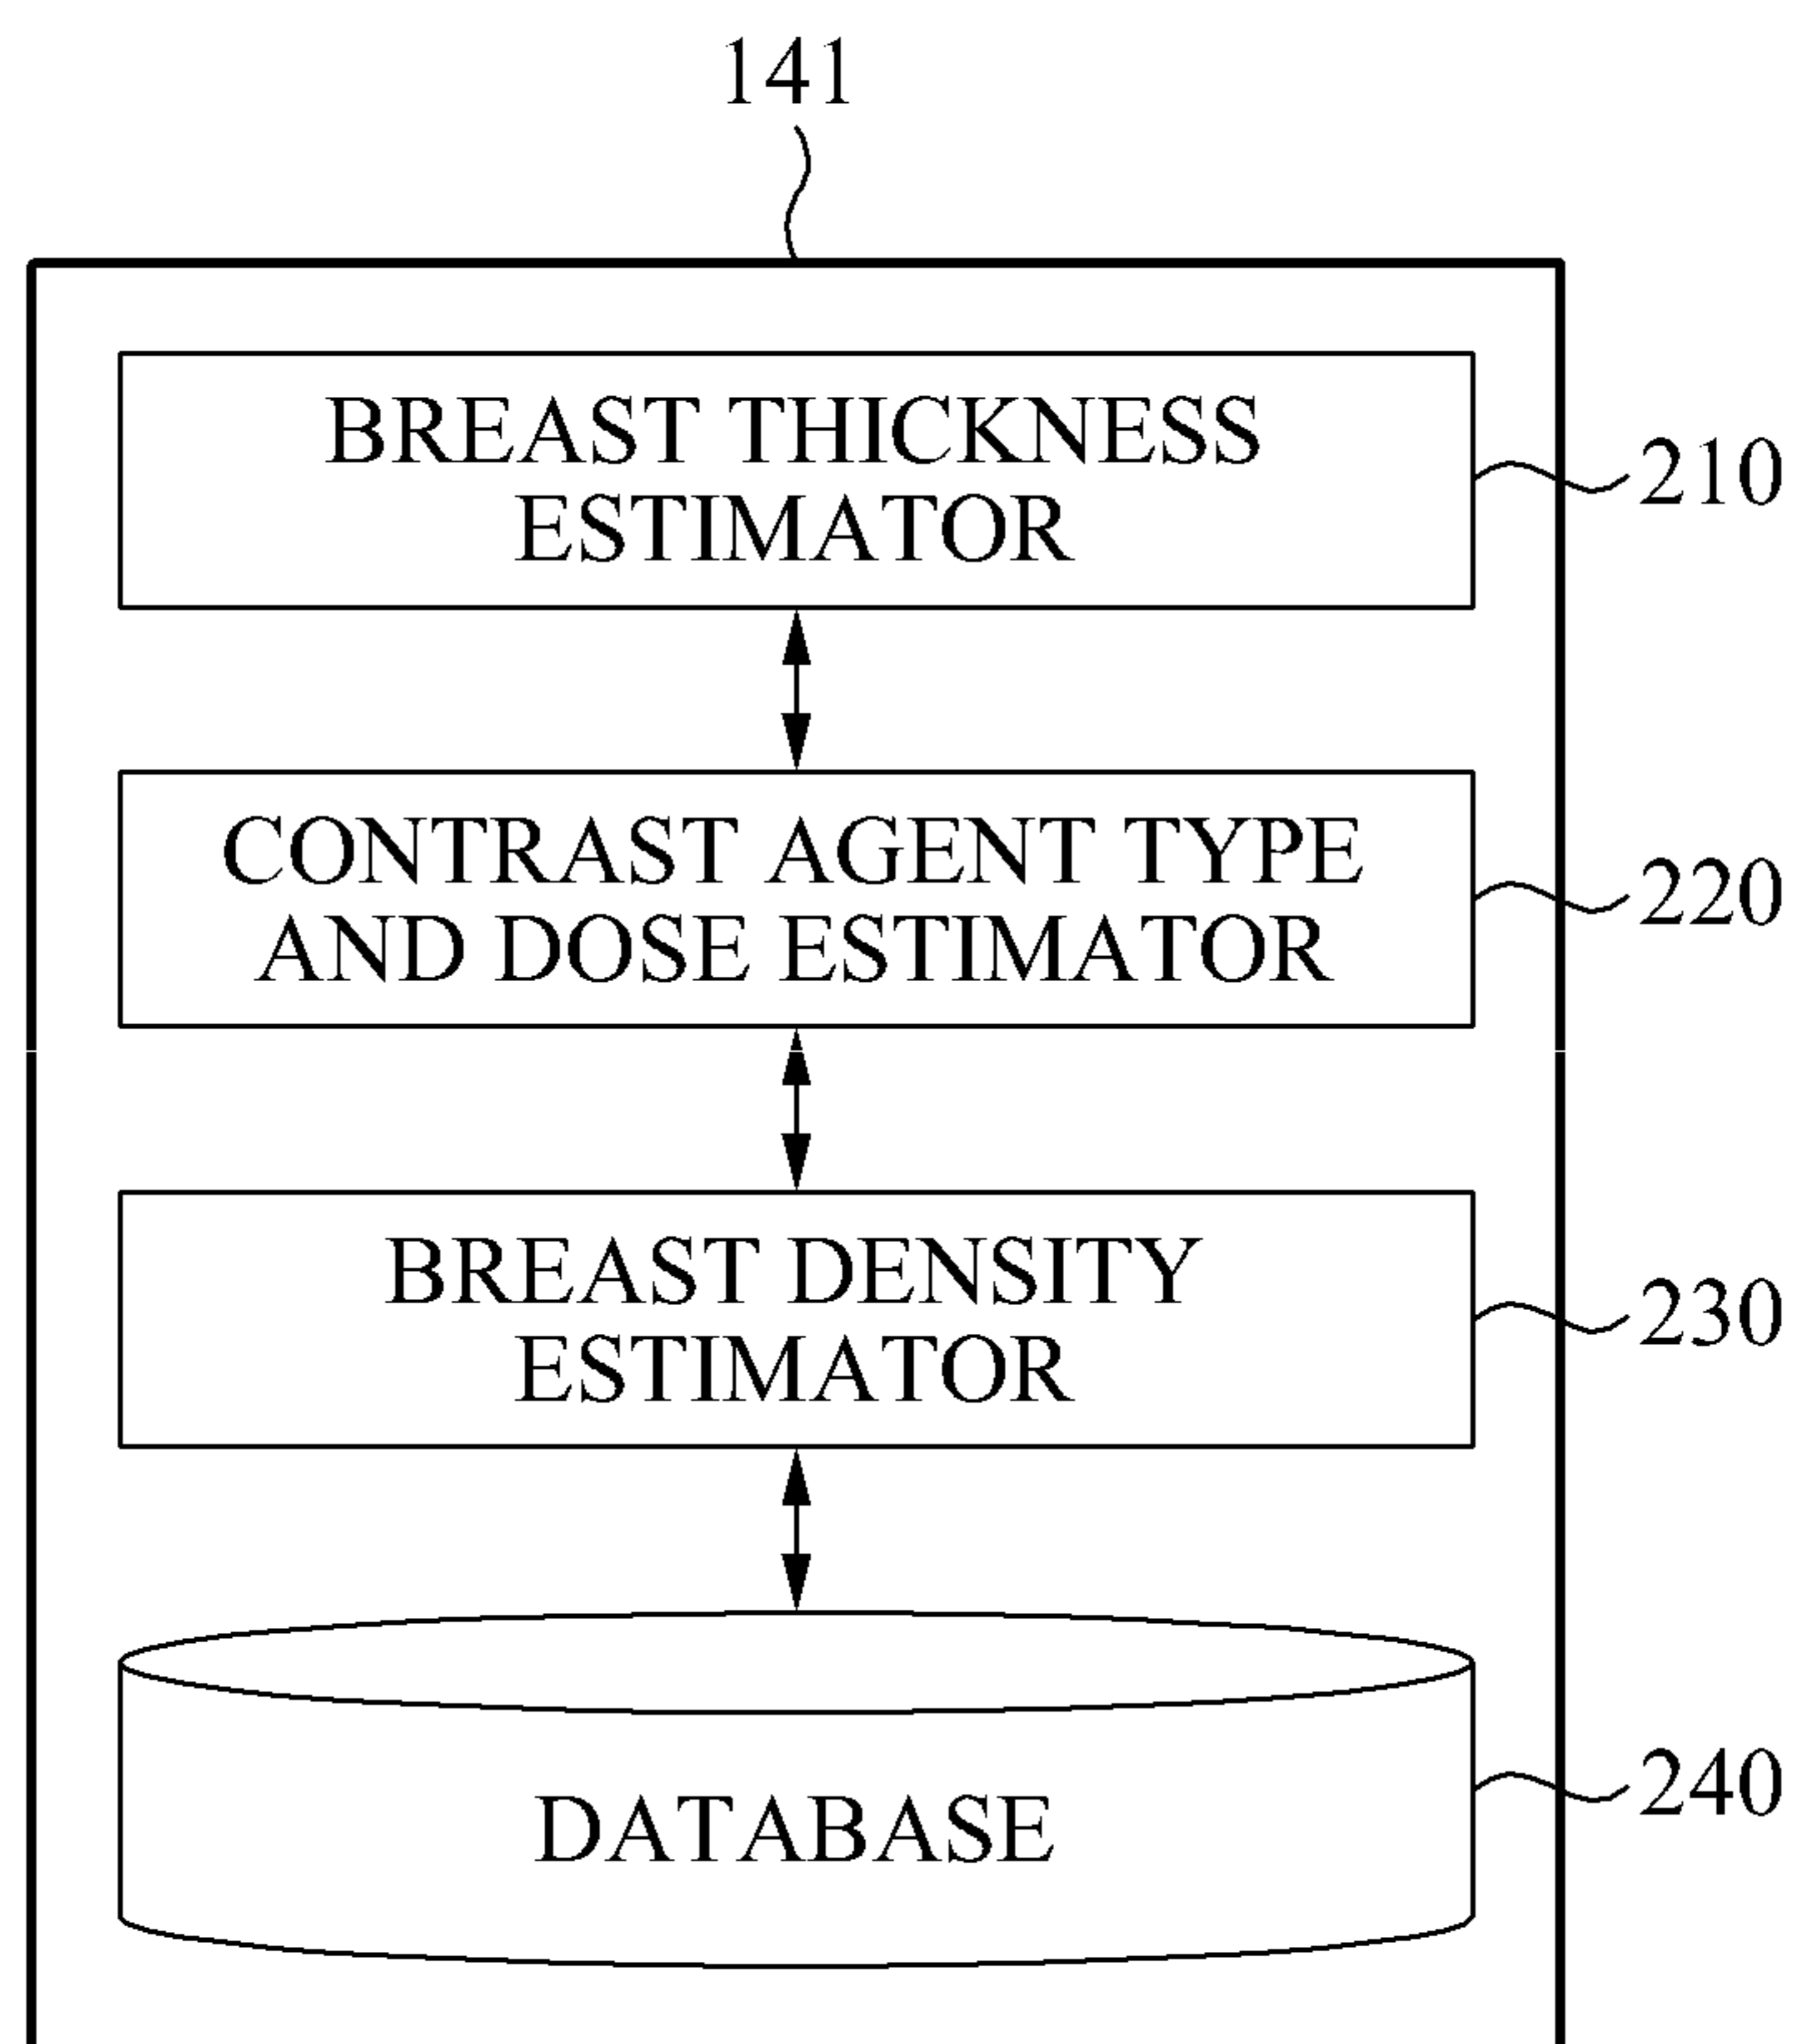 141
BREAST THICKNESS
ESTIMATOR
210
CONTRAST AGENT TYPE
AND DOSE ESTIMATOR
220
BREAST DENSITY
ESTIMATOR
230
DATABASE
240